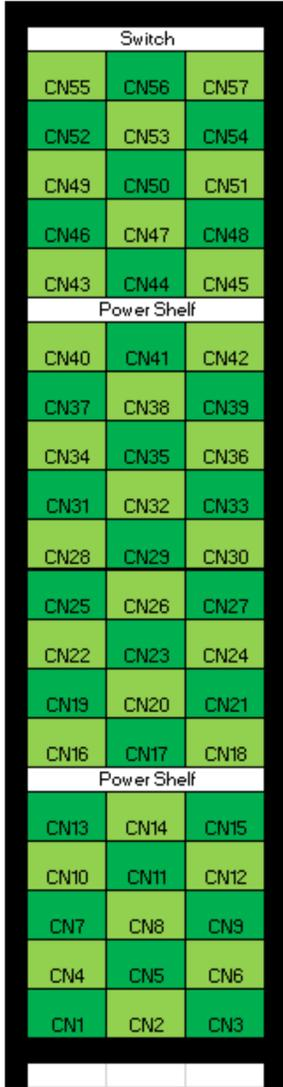 Switch
CN55 CN56 CN57
CN52 CN53 CN54
CN49 CN50 CN51
CN46 CN47 CN48
CN43 CN44 CN45
Power Shelf
CN40 CN41 CN42
CN37 CN38 CN39
CN34 CN35 CN36
CN31 CN32 CN33
CN28 CN29 CN30
CN25 CN26 CN27
CN22 CN23 CN24
CN19 CN20 CN21
CN16 CN17 CN18
Power Shelf
CN13 CN14 CN15
CN10 CN11 CN12
CN7 CN8 CN9
CN4 CN5 CN6
CN1 CN2 CN3